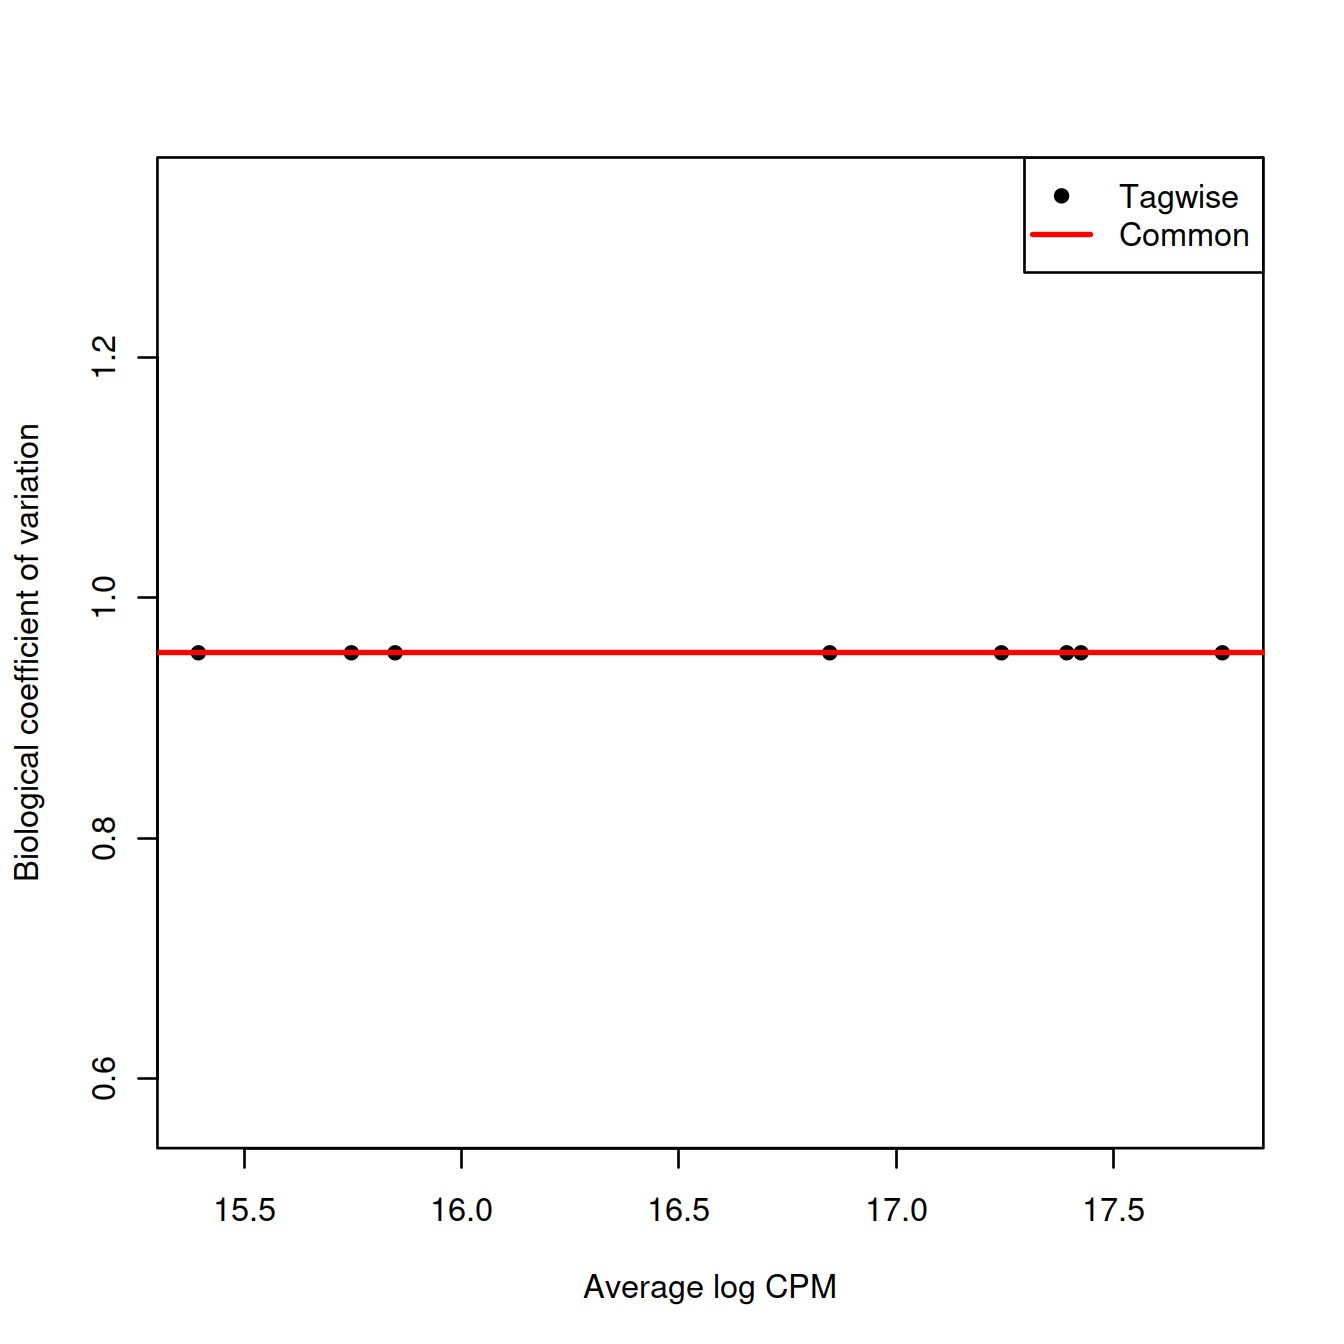 Tagwise
Common
Biological coefficient of variation
1.2
1.0
0.8
0.6
15.5 16.0 16.5 17.0 17.5
Average log CPM